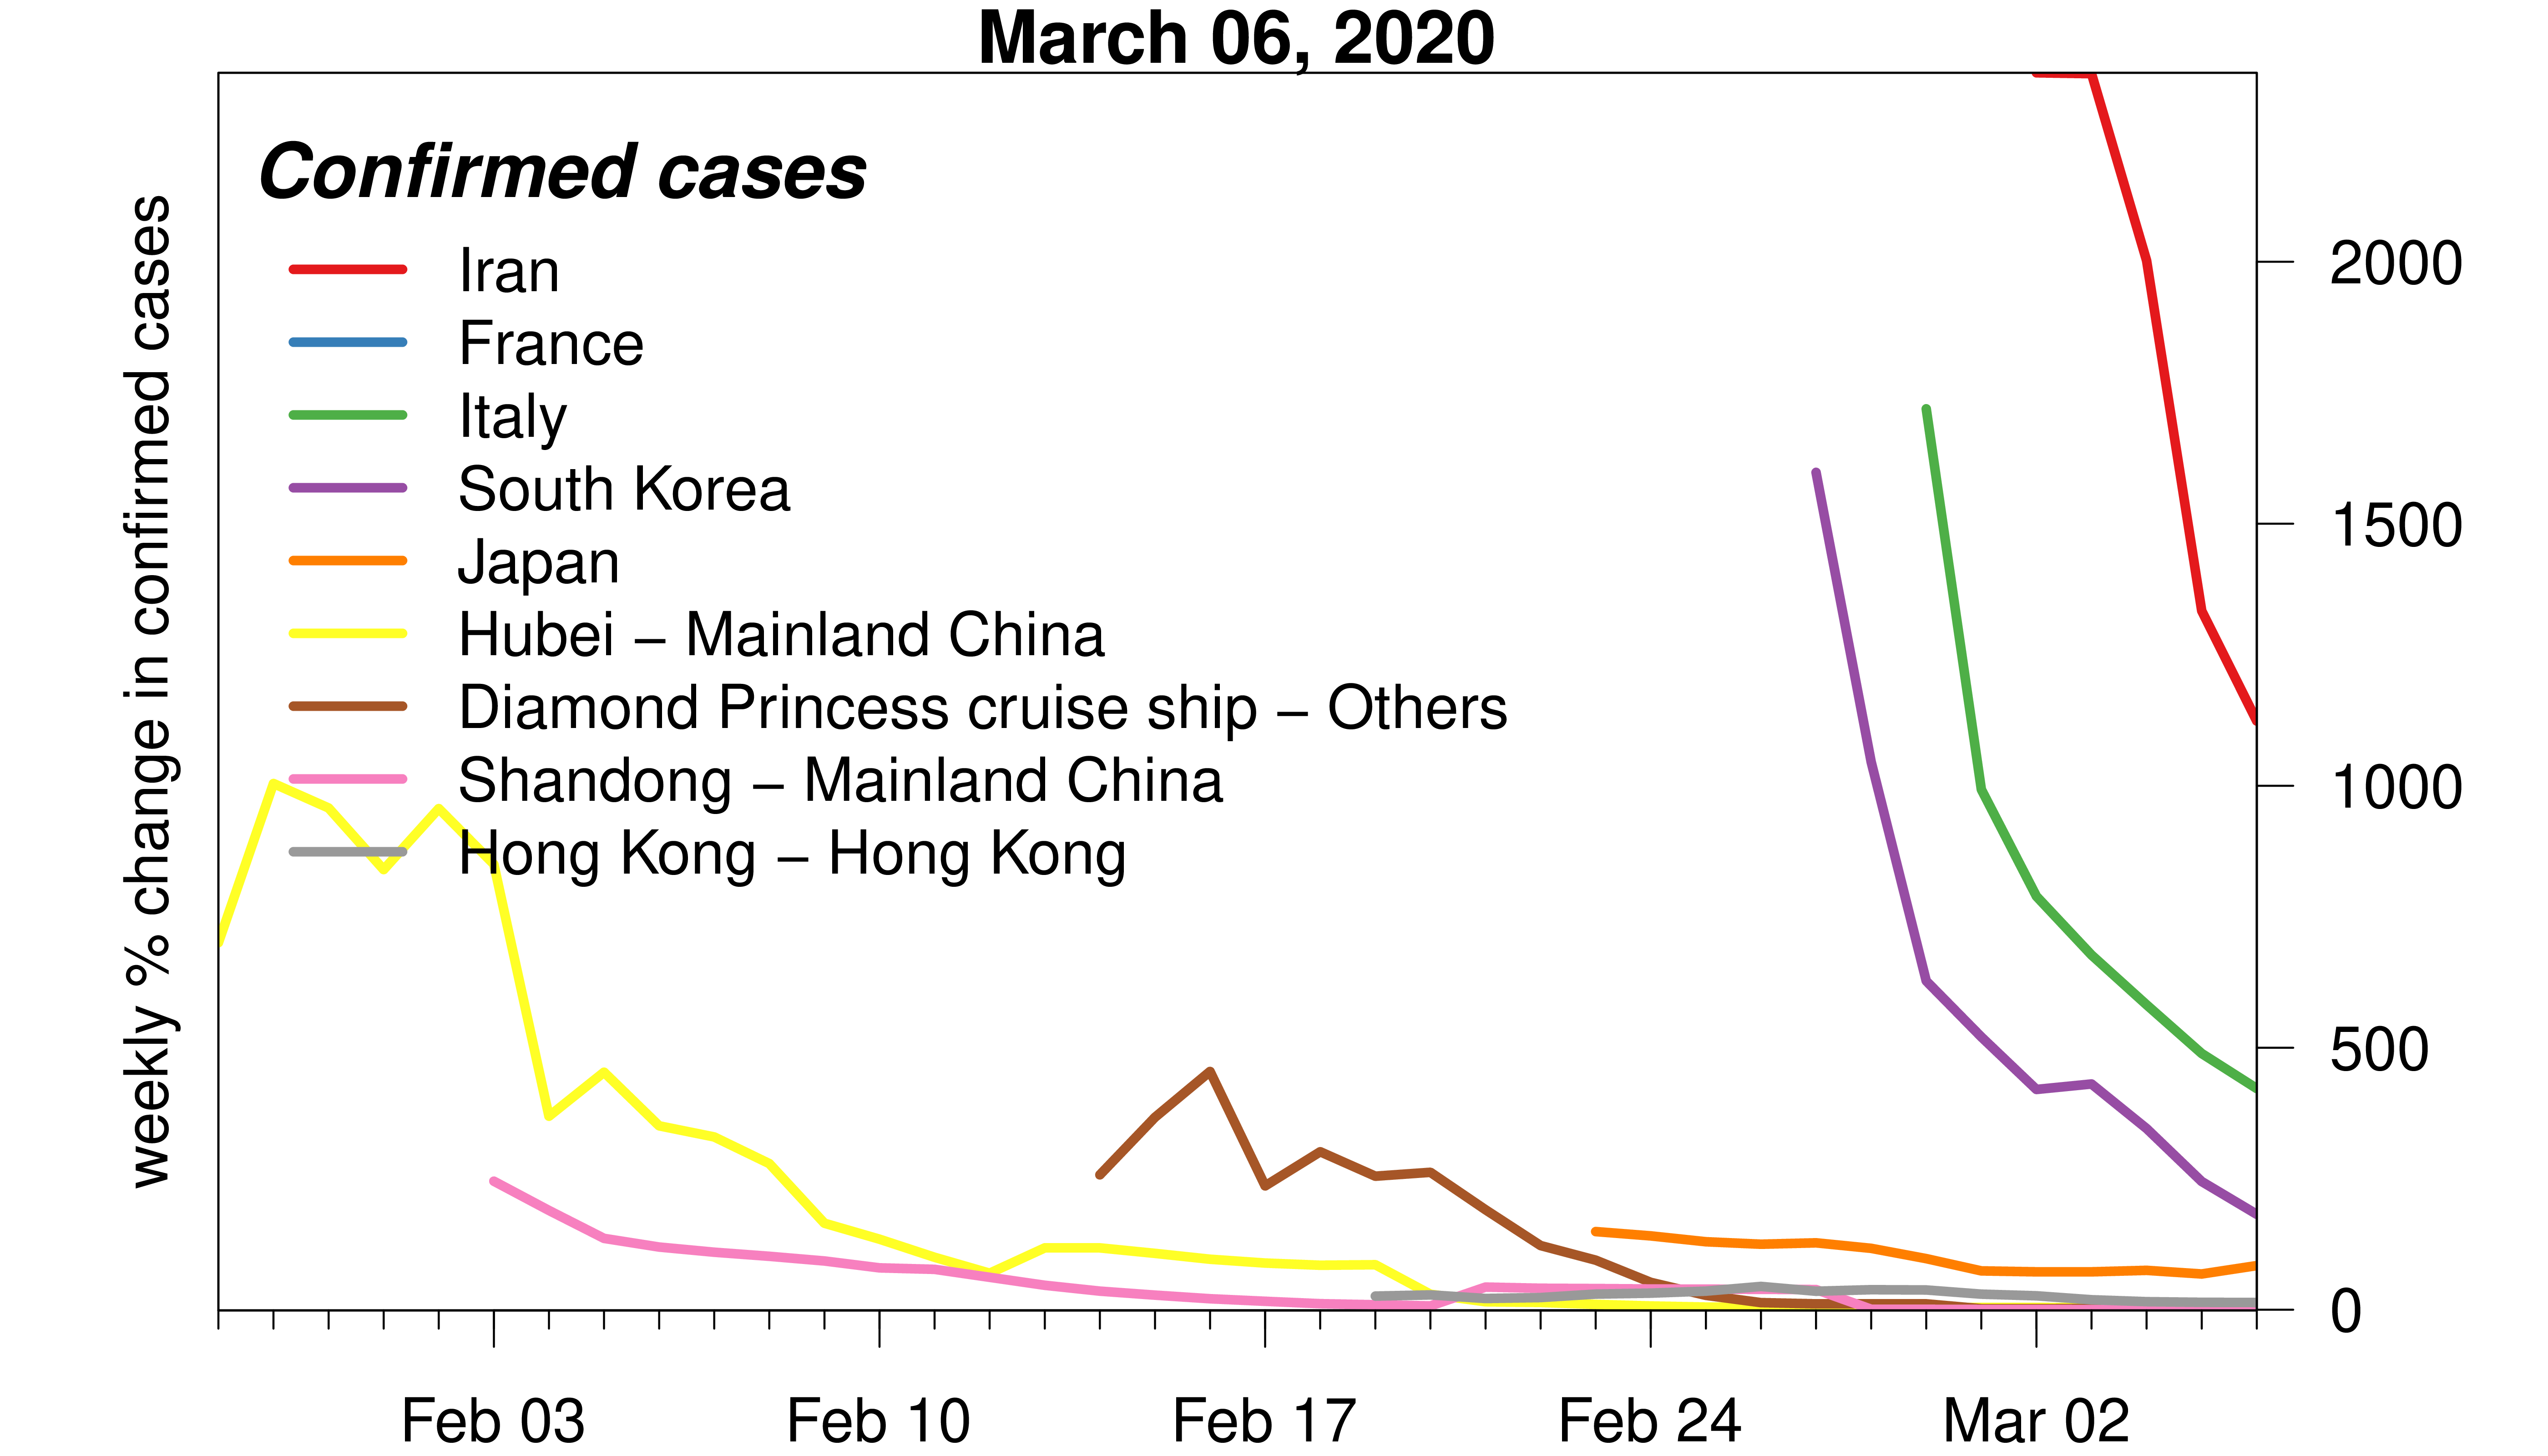 March 06, 2020
weekly % change in confirmed cases
Confirmed cases
Iran
France
Italy
South Korea
Japan
Hubei – Mainland China
Diamond Princess cruise ship – Others
Shandong – Mainland China
Hong Kong – Hong Kong
2000
1500
1000
500
0
Feb 03
Feb 10
Feb 17
Feb 24
Mar 02